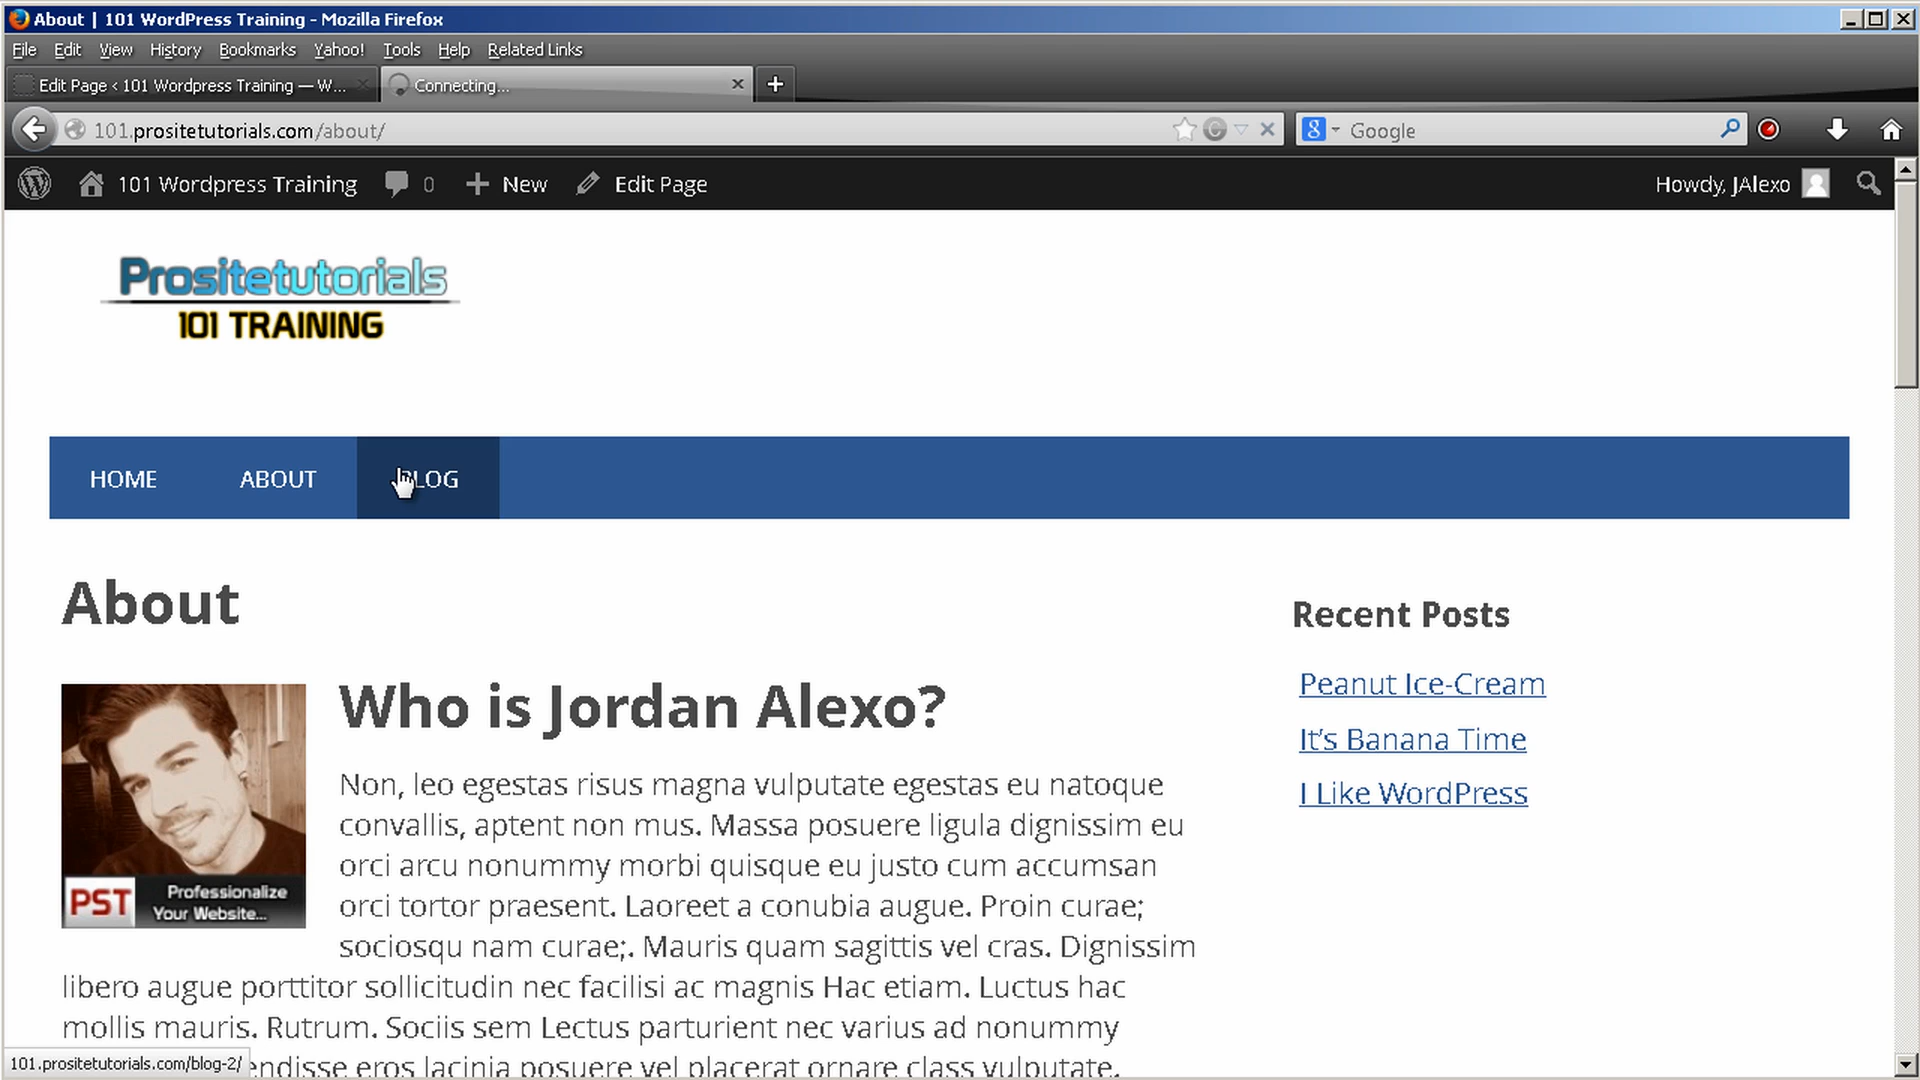 About | 101 WordPress Training - Mozilla Firefox
File Edit View History Bookmarks Yahoo! Tools Help Related Links
Edit Page < 101 Wordpress Training — W... Connecting...
101.prositetutorials.com/about/ Google
101 Wordpress Training 0 New Edit Page Howdy, JAlexo
Prositetutorials
101 TRAINING
HOME ABOUT BLOG
About
Who is Jordan Alexo?
Non, leo egestas risus magna vulputate egestas eu natoque
convallis, aptent non mus. Massa posuere ligula dignissim eu
orci arcu nonummy morbi quisque eu justo cum accumsan
orci tortor praesent. Laoreet a conubia augue. Proin curae;
sociosqu nam curae;. Mauris quam sagittis vel cras. Dignissim
libero augue porttitor sollicitudin nec facilisi ac magnis Hac etiam. Luctus hac
mollis mauris. Rutrum. Sociis sem Lectus parturient nec varius ad nonummy
eros lacinia posuere vel placerat ornare class vulputate.
PST Professionalize
Your Website...
Recent Posts
Peanut Ice-Cream
It's Banana Time
I Like WordPress
101.prositetutorials.com/blog-2/